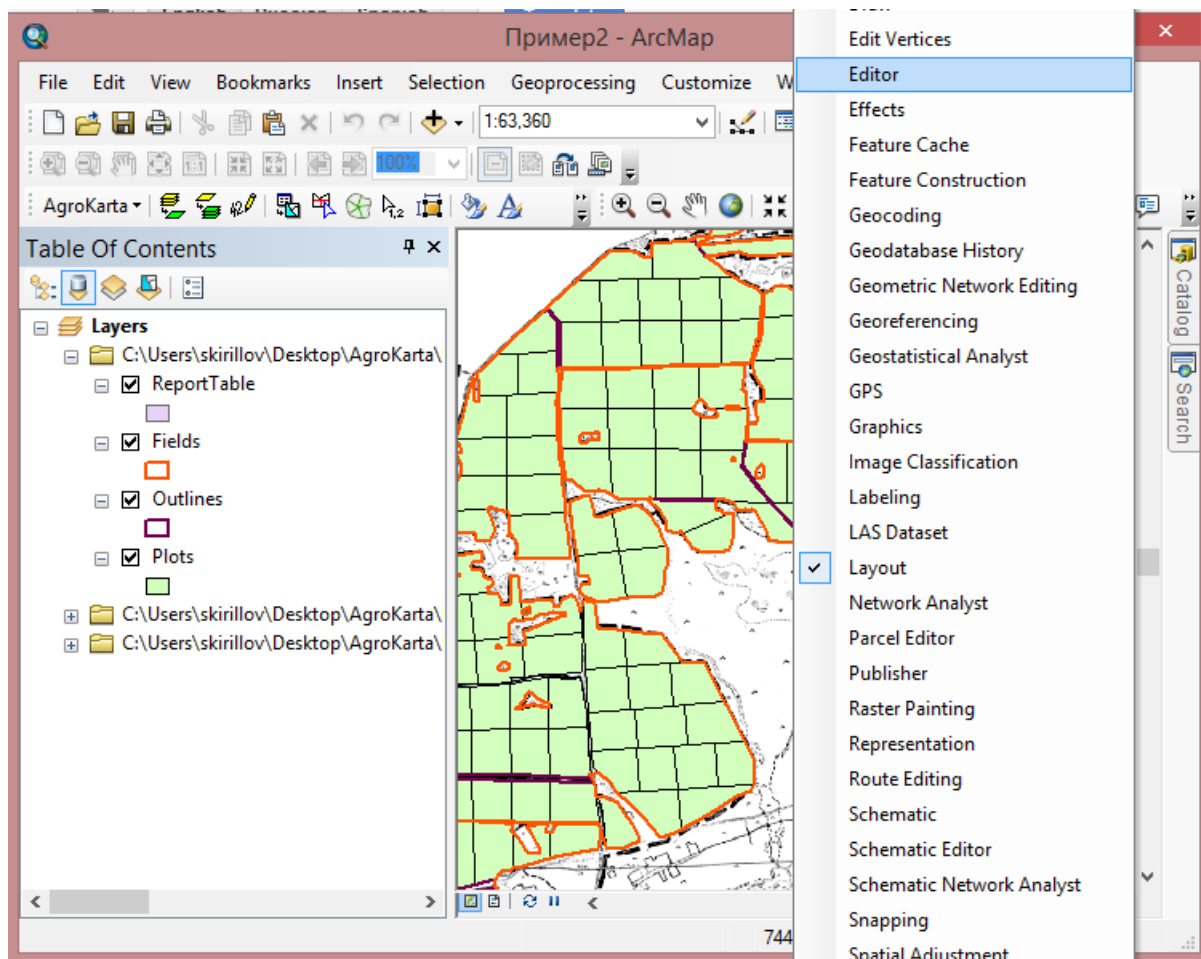 Пример2 - ArcMap
File Edit View Bookmarks Insert Selection Geoprocessing Customize W
1:63,360
100%
AgroKarta
Table Of Contents
Layers
C:\Users\skirillov\Desktop\AgroKarta\
ReportTable
Fields
Outlines
Plots
C:\Users\skirillov\Desktop\AgroKarta\
C:\Users\skirillov\Desktop\AgroKarta\
744
Edit Vertices
Editor
Effects
Feature Cache
Feature Construction
Geocoding
Geodatabase History
Geometric Network Editing
Georeferencing
Geostatistical Analyst
GPS
Graphics
Image Classification
Labeling
LAS Dataset
Layout
Network Analyst
Parcel Editor
Publisher
Raster Painting
Representation
Route Editing
Schematic
Schematic Editor
Schematic Network Analyst
Snapping
Spatial Adjustment
Catalog
Search